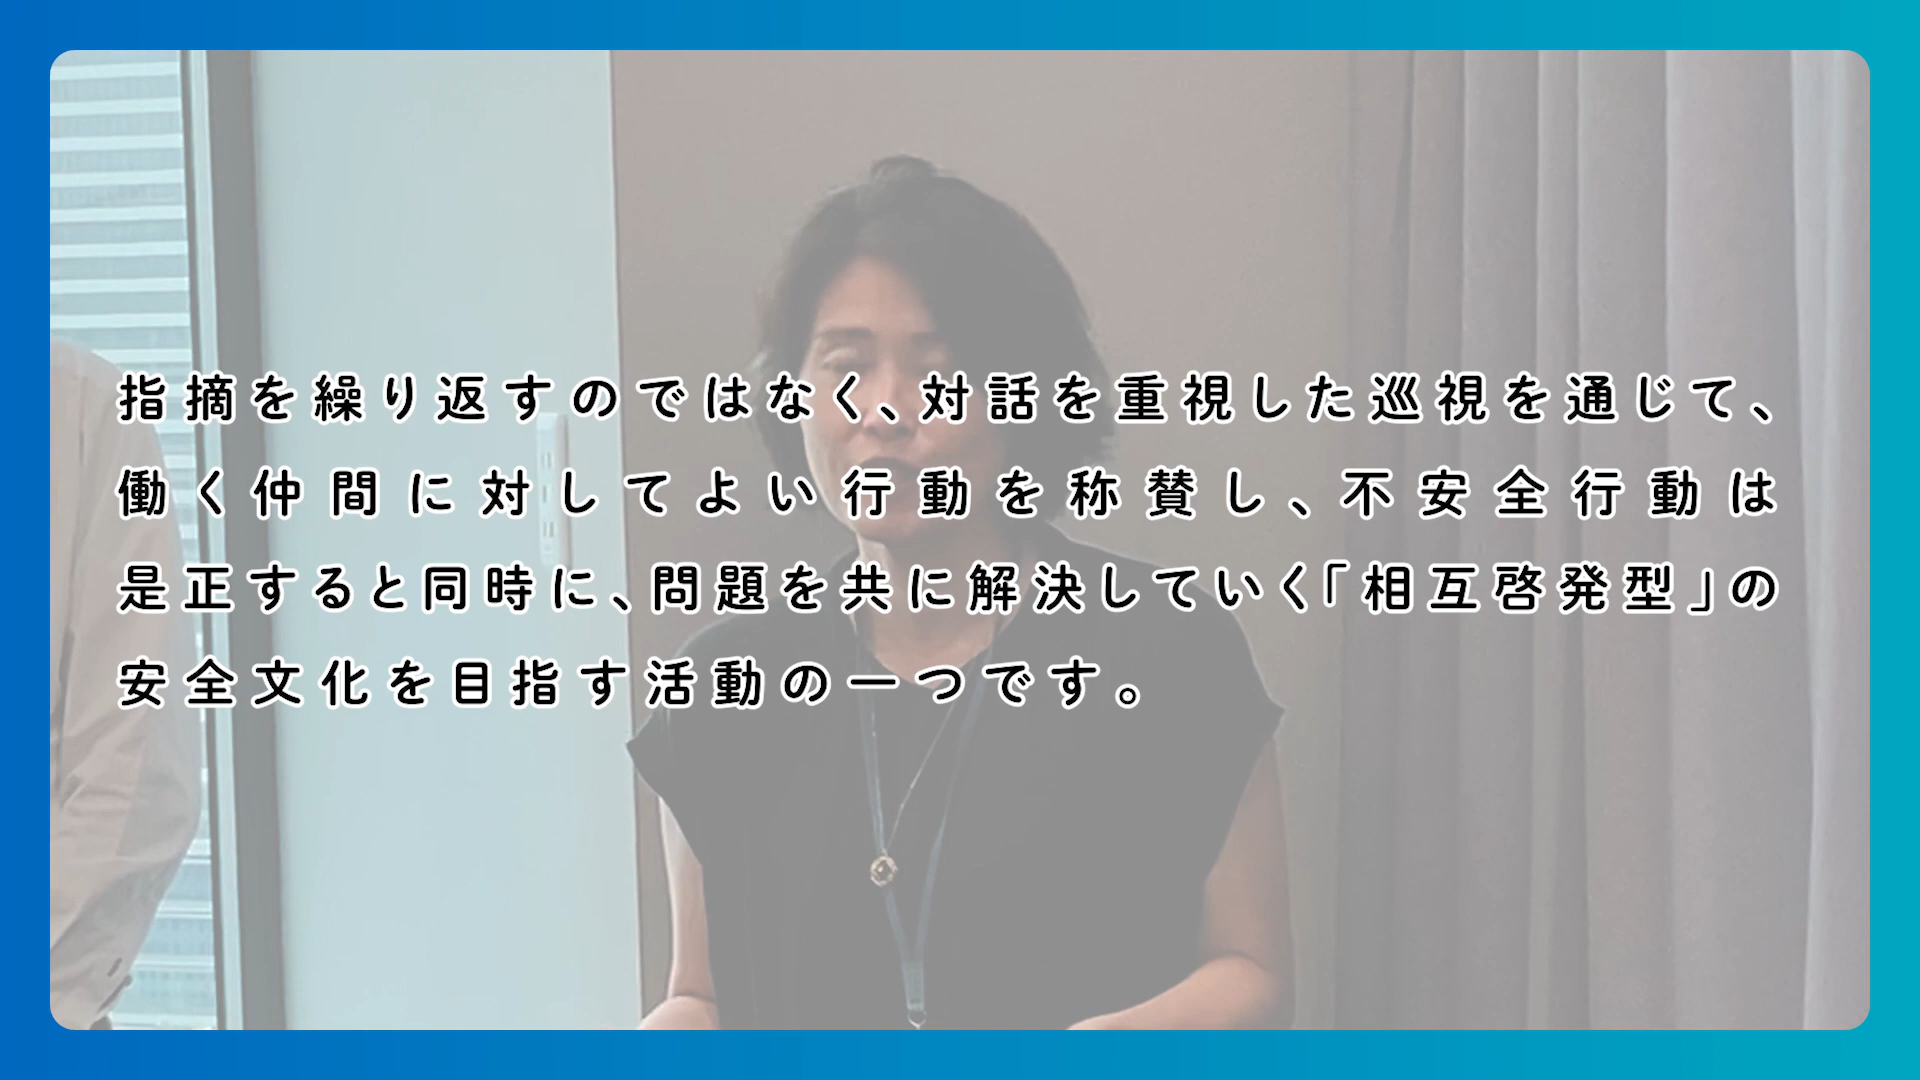 指摘を繰り返すのではなく、対話を重視した巡視を通じて、
働く仲間に対してよい行動を称賛し、不安全行動は
是正すると同時に、問題を共に解決していく「相互啓発型」の
安全文化を目指す活動の一つです。